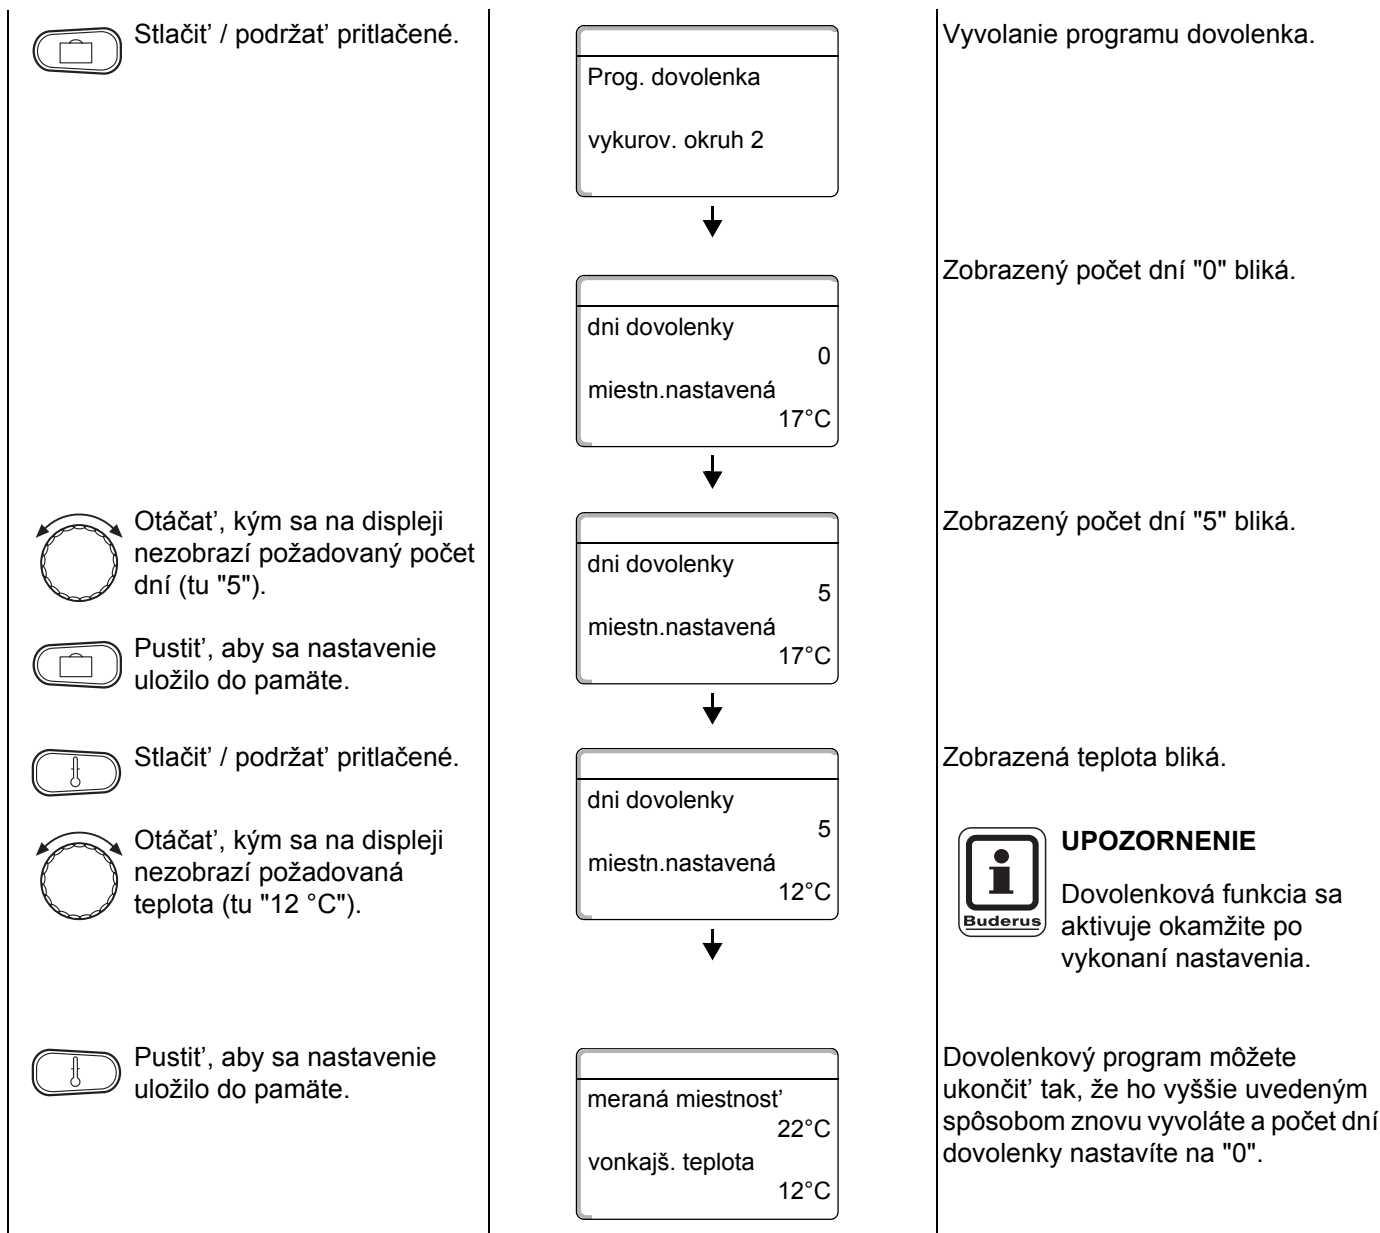 Stlačiť / podržať pritlačené.
Prog. dovolenka
vykurov. okruh 2
Vyvolanie programu dovolenka.
dni dovolenky
0
miestn.nastavená
17°C
Zobrazený počet dní "0" bliká.
Otáčať, kým sa na displeji
nezobrazí požadovaný počet
dní (tu "5").
Pustiť, aby sa nastavenie
uložilo do pamäte.
dni dovolenky
5
miestn.nastavená
17°C
Zobrazený počet dní "5" bliká.
Stlačiť / podržať pritlačené.
Otáčať, kým sa na displeji
nezobrazí požadovaná
teplota (tu "12 °C").
dni dovolenky
5
miestn.nastavená
12°C
Zobrazená teplota bliká.
Buderus
UPOZORNENIE
Dovolenková funkcia sa
aktivuje okamžite po
vykonaní nastavenia.
Pustiť, aby sa nastavenie
uložilo do pamäte.
meraná miestnosť
22°C
vonkajš. teplota
12°C
Dovolenkový program môžete
ukončiť tak, že ho vyššie uvedeným
spôsobom znovu vyvoláte a počet dní
dovolenky nastavíte na "0".